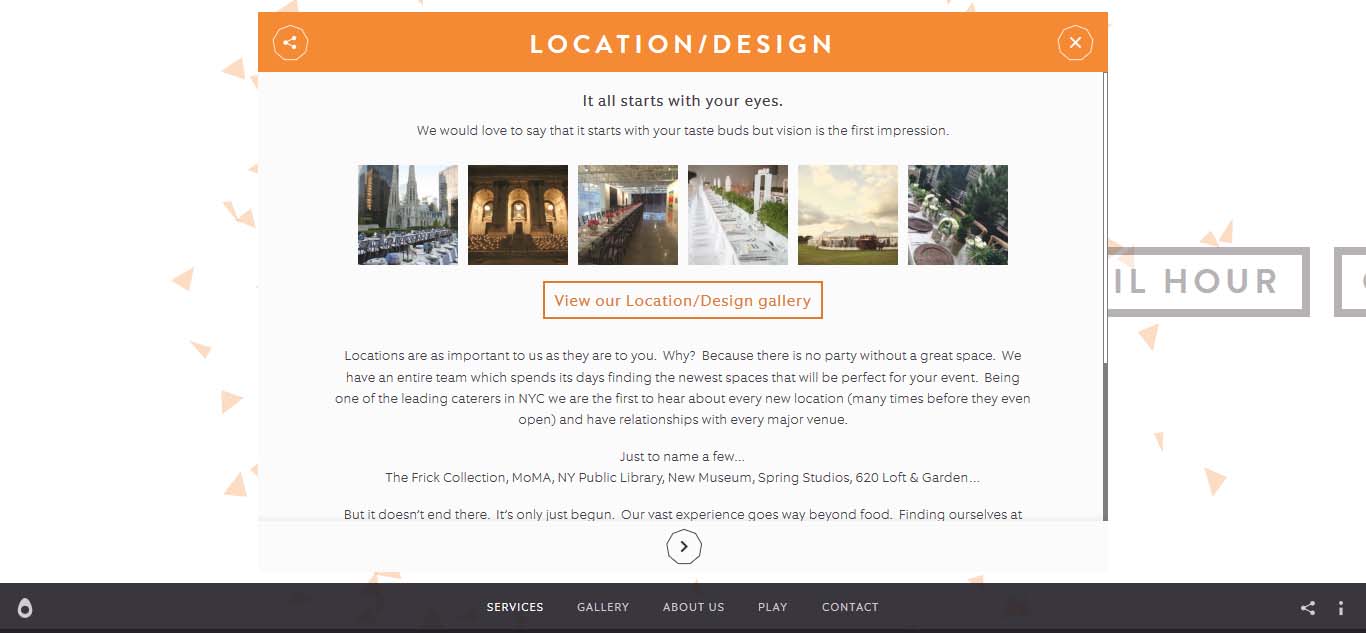 LOCATION/DESIGN
It all starts with your eyes.
We would love to say that it starts with your taste buds but vision is the first impression.
View our Location/Design gallery
IL HOUR
Locations are as important to us as they are to you. Why? Because there is no party without a great space. We
have an entire team which spends its days finding the newest spaces that will be perfect for your event. Being
one of the leading caterers in NYC we are the first to hear about every new location (many times before they even
open) and have relationships with every major venue.
Just to name a few...
The Frick Collection, MoMA, NY Public Library, New Museum, Spring Studios, 620 Loft & Garden...
But it doesn’t end there. It’s only just begun. Our vast experience goes way beyond food. Finding ourselves at
SERVICES GALLERY ABOUT US PLAY CONTACT